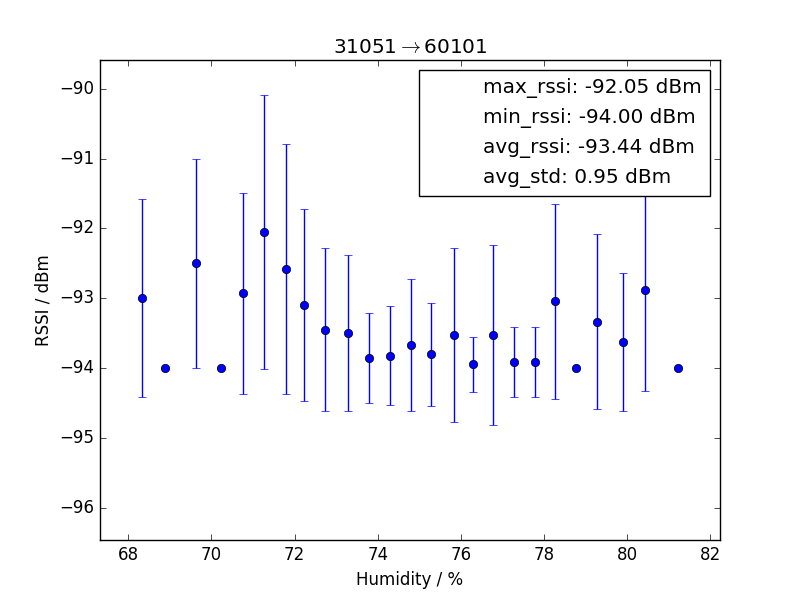 31051→60101
max_rssi: -92.05 dBm
min_rssi: -94.00 dBm
avg_rssi: -93.44 dBm
avg_std: 0.95 dBm
RSSI / dBm
−90
−91
−92
−93
−94
−95
−96
68 70 72 74 76 78 80 82
Humidity / %